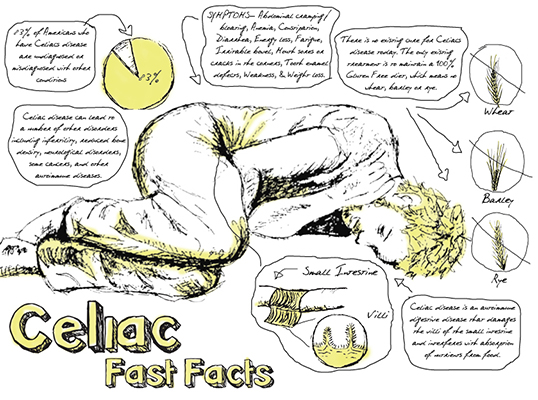 83% of Americans who
have Celiacs disease
are undiagnosed or
misdiagnosed with other
conditions
83%
SYMPTOMS- Abdominal cramping/
bloating, Anemia, Constipation,
Diarrhea, Energy loss, Fatigue,
Irritable bowel, Mouth sores or
cracks in the corners, Tooth enamel
defects, Weakness, & Weight loss.
There is no existing cure for Celiac
disease today. The only existing
treatment is to maintain a 100%
Gluten Free diet, which means no
wheat, barley or rye.
Wheat
Celiac disease can lead to
a number of other disorders
including infertility, reduced bone
density, neurological disorders,
some cancers, and other
autoimmune diseases.
Barley
Rye
Small Intestine
Villi
Celiac disease is an autoimmune
digestive disease that damages
the villi of the small intestine
and interferes with absorption
of nutrients from food.
Celiac
Fast Facts